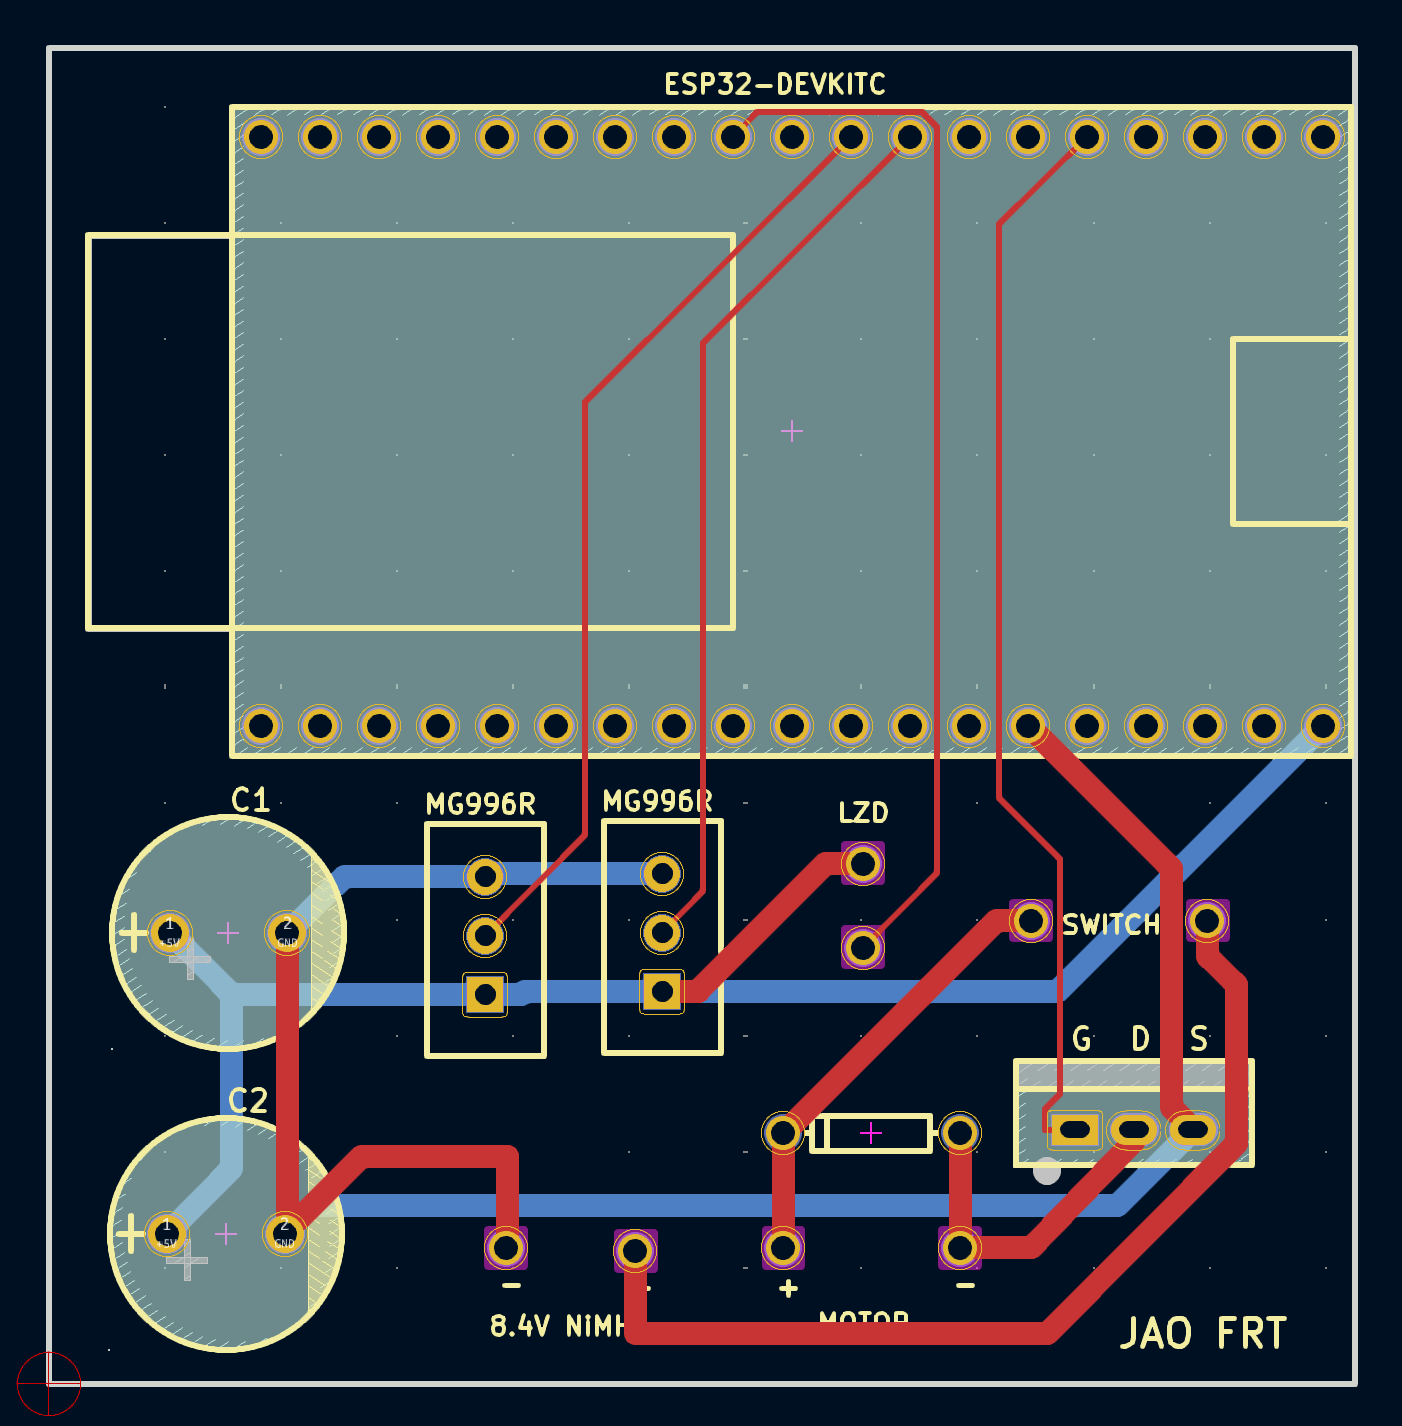 ESP32-DEVKITC
C1
MG996R
MG996R
LZD
1
+5V
2
GND
SWITCH
G D S
C2
1
+5V
2
GND
8.4V NiMH
MOTOR
JAO FRT